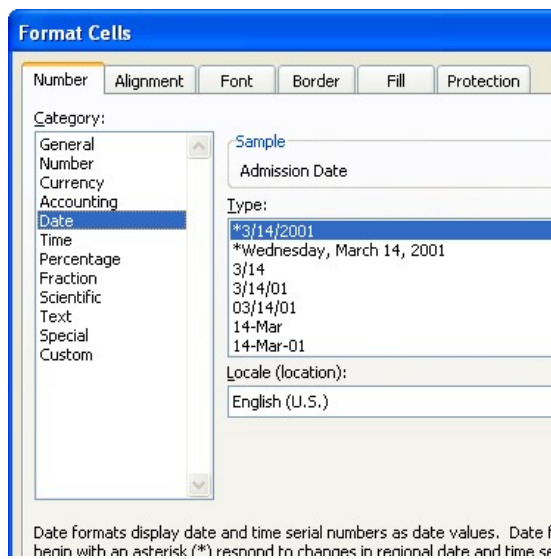 Format Cells
Number Alignment Font Border Fill Protection
Category:
General
Number
Currency
Accounting
Date
Time
Percentage
Fraction
Scientific
Text
Special
Custom
Sample
Admission Date
Type:
*3/14/2001
*Wednesday, March 14, 2001
3/14
3/14/01
03/14/01
14-Mar
14-Mar-01
Locale (location):
English (U.S.)
Date formats display date and time serial numbers as date values. Date f
begin with an asterisk (*) respond to changes in regional date and time se